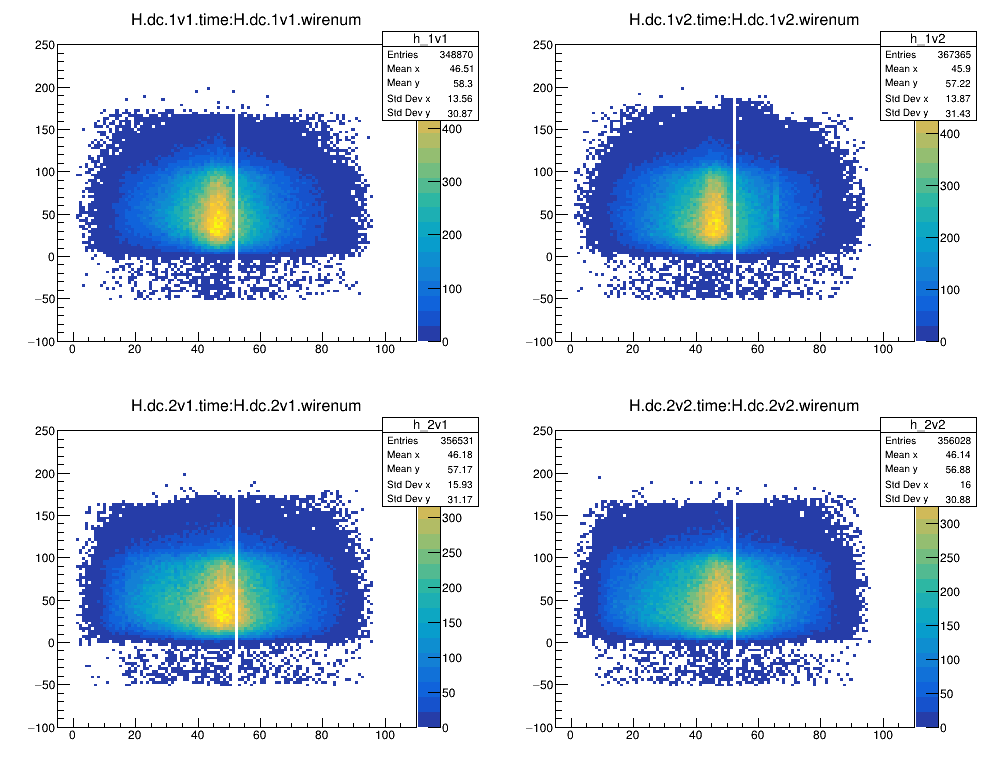 H.dc.1v1.time:H.dc.1v1.wirenum
h_1v1
Entries 348870
Mean x 46.51
Mean y 58.3
Std Dev x 13.56
Std Dev y 30.87
250
200
150
100
50
0
−50
−100
0 20 40 60 80 100
400
300
200
100
0
H.dc.1v2.time:H.dc.1v2.wirenum
h_1v2
Entries 367365
Mean x 45.9
Mean y 57.22
Std Dev x 13.87
Std Dev y 31.43
250
200
150
100
50
0
−50
−100
0 20 40 60 80 100
400
300
200
100
0
H.dc.2v1.time:H.dc.2v1.wirenum
h_2v1
Entries 356531
Mean x 46.18
Mean y 57.17
Std Dev x 15.93
Std Dev y 31.17
250
200
150
100
50
0
−50
−100
0 20 40 60 80 100
300
250
200
150
100
50
0
H.dc.2v2.time:H.dc.2v2.wirenum
h_2v2
Entries 356028
Mean x 46.14
Mean y 56.88
Std Dev x 16
Std Dev y 30.88
250
200
150
100
50
0
−50
−100
0 20 40 60 80 100
300
250
200
150
100
50
0